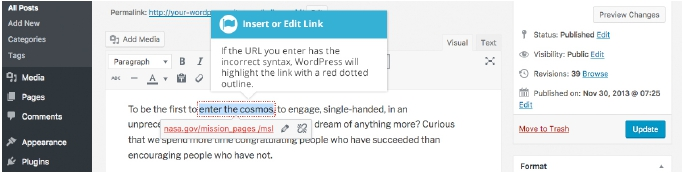 All Posts
Add New
Categories
Tags
Media
Pages
Comments
Appearance
Plugins
Permalink: http://your-wordpr
Add Media
Visual
Text
Paragraph
B I
ABC
A
Insert or Edit Link
If the URL you enter has the
incorrect syntax, WordPress will
highlight the link with a red dotted
outline.
To be the first to enter the cosmos, to engage, single-handed, in an
unprece dream of anything more? Curious
nasa.gov/mission_pages /msl
that we spend more time congratulating people who have succeeded than
encouraging people who have not.
Preview Changes
Status: Published Edit
Visibility: Public Edit
Revisions: 39 Browse
Published on: Nov 30, 2013 @ 07:25
Edit
Move to Trash
Update
Format